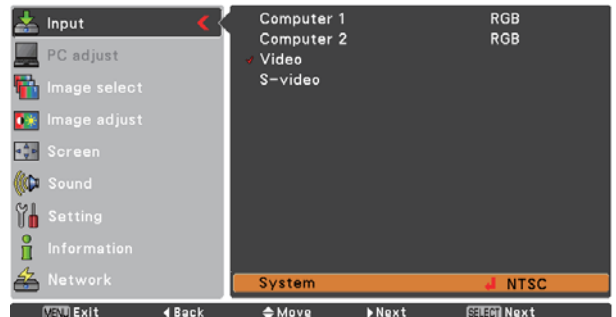 Input
PC adjust
Image select
Image adjust
Screen
Sound
Setting
Information
Network
Computer 1 RGB
Computer 2 RGB
Video
S-video
System NTSC
MENU Exit Back Move Next SELECT Next